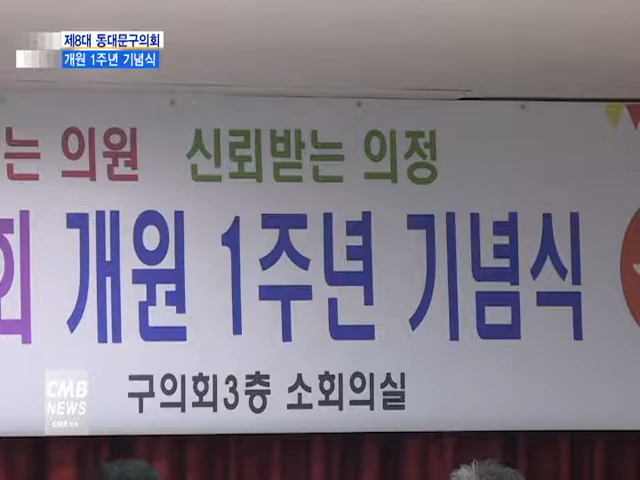 제8대 동대문구의회
개원 1주년 기념식
는 의원 신뢰받는 의정
회 개원 1주년 기념식
구의회3층 소회의실
CMB
NEWS